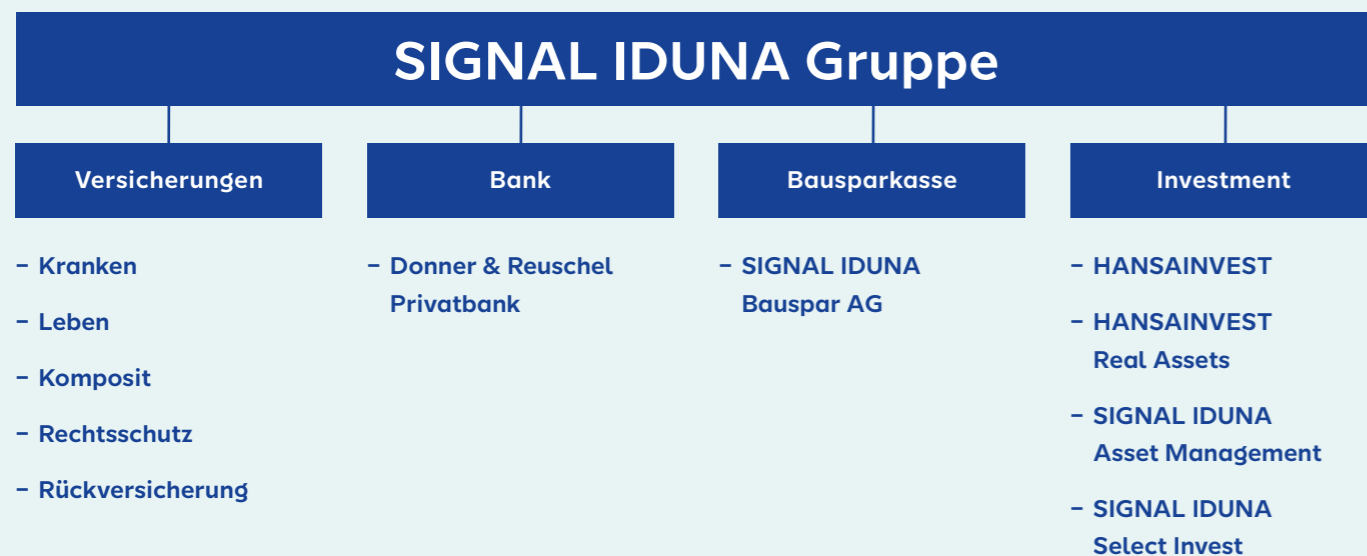 SIGNAL IDUNA Gruppe
Versicherungen
– Kranken
– Leben
– Komposit
– Rechtsschutz
– Rückversicherung
Bank
– Donner & Reuschel
Privatbank
Bausparkasse
– SIGNAL IDUNA
Bauspar AG
Investment
– HANSAINVEST
– HANSAINVEST
Real Assets
– SIGNAL IDUNA
Asset Management
– SIGNAL IDUNA
Select Invest